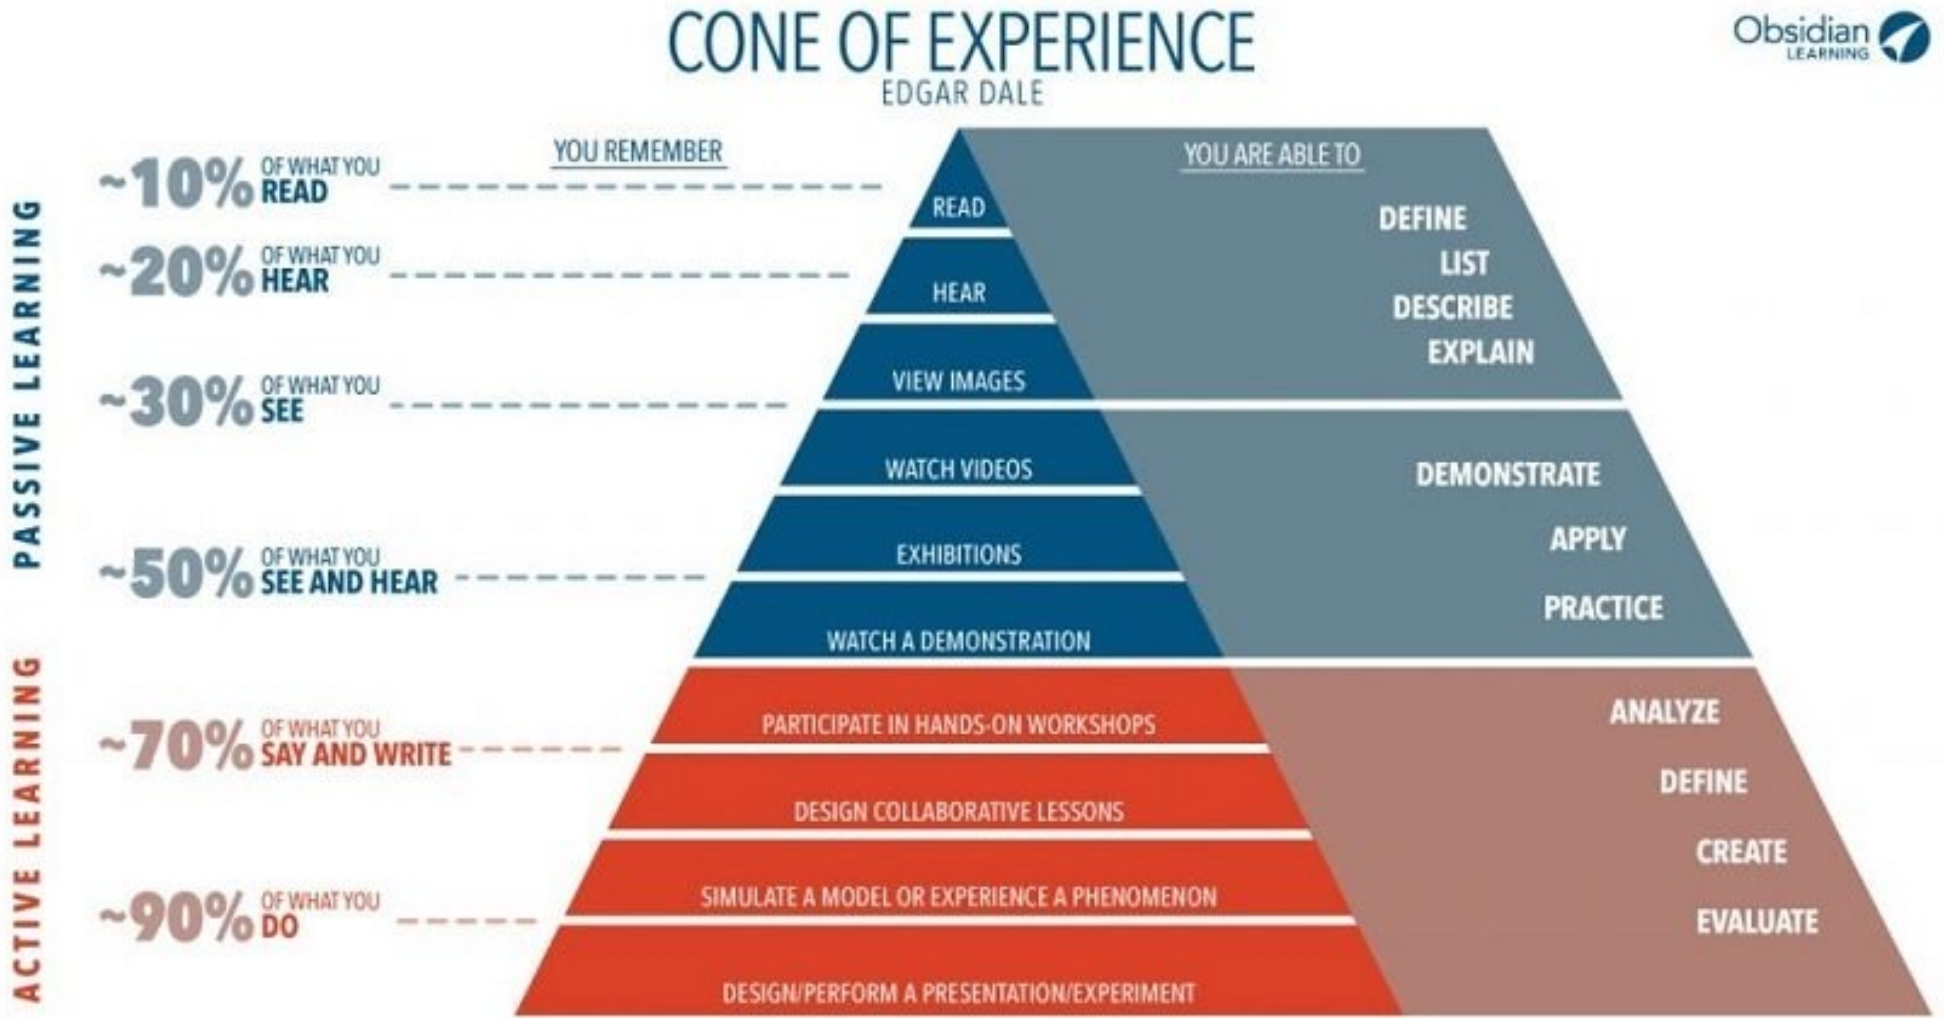 CONE OF EXPERIENCE
EDGAR DALE
Obsidian
LEARNING
PASSIVE LEARNING
ACTIVE LEARNING
YOU REMEMBER
~10% OF WHAT YOU
READ
~20% OF WHAT YOU
HEAR
~30% OF WHAT YOU
SEE
~50% OF WHAT YOU
SEE AND HEAR
~70% OF WHAT YOU
SAY AND WRITE
~90% OF WHAT YOU
DO
READ
HEAR
VIEW IMAGES
WATCH VIDEOS
EXHIBITIONS
WATCH A DEMONSTRATION
PARTICIPATE IN HANDS-ON WORKSHOPS
DESIGN COLLABORATIVE LESSONS
SIMULATE A MODEL OR EXPERIENCE A PHENOMENON
DESIGN/PERFORM A PRESENTATION/EXPERIMENT
YOU ARE ABLE TO
DEFINE
LIST
DESCRIBE
EXPLAIN
DEMONSTRATE
APPLY
PRACTICE
ANALYZE
DEFINE
CREATE
EVALUATE